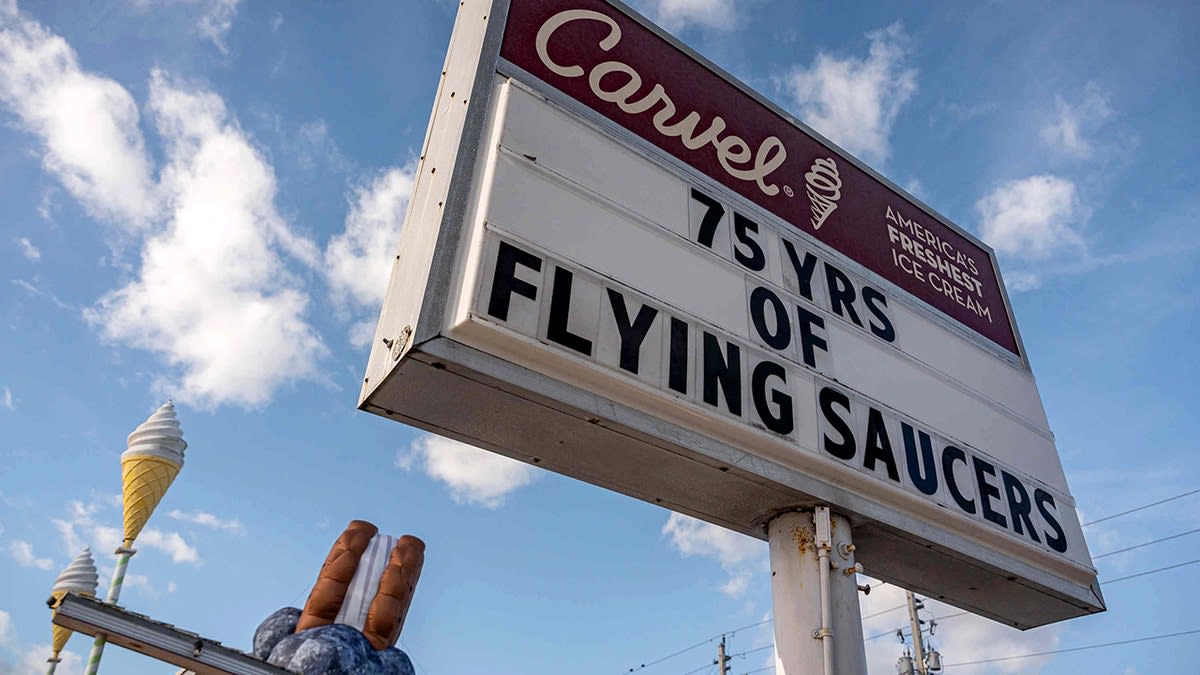 Carvel®
AMERICA'S
FRESHEST
ICE CREAM
75 YRS
OF
FLYING SAUCERS